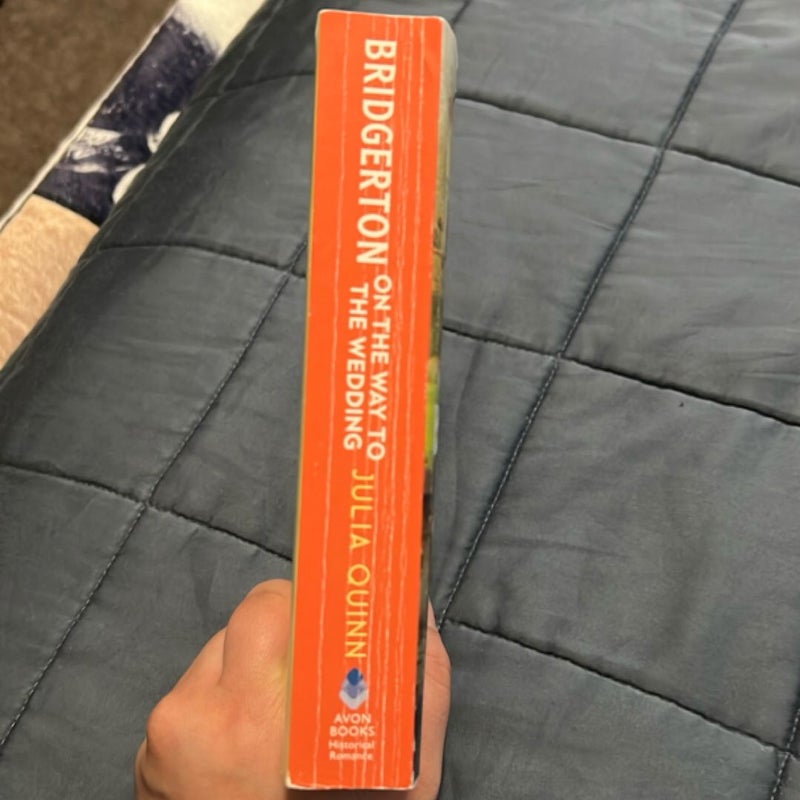 BRIDGERTON
ON THE WAY TO
THE WEDDING
JULIA QUINN
AVON
BOOKS
Historical
Romance